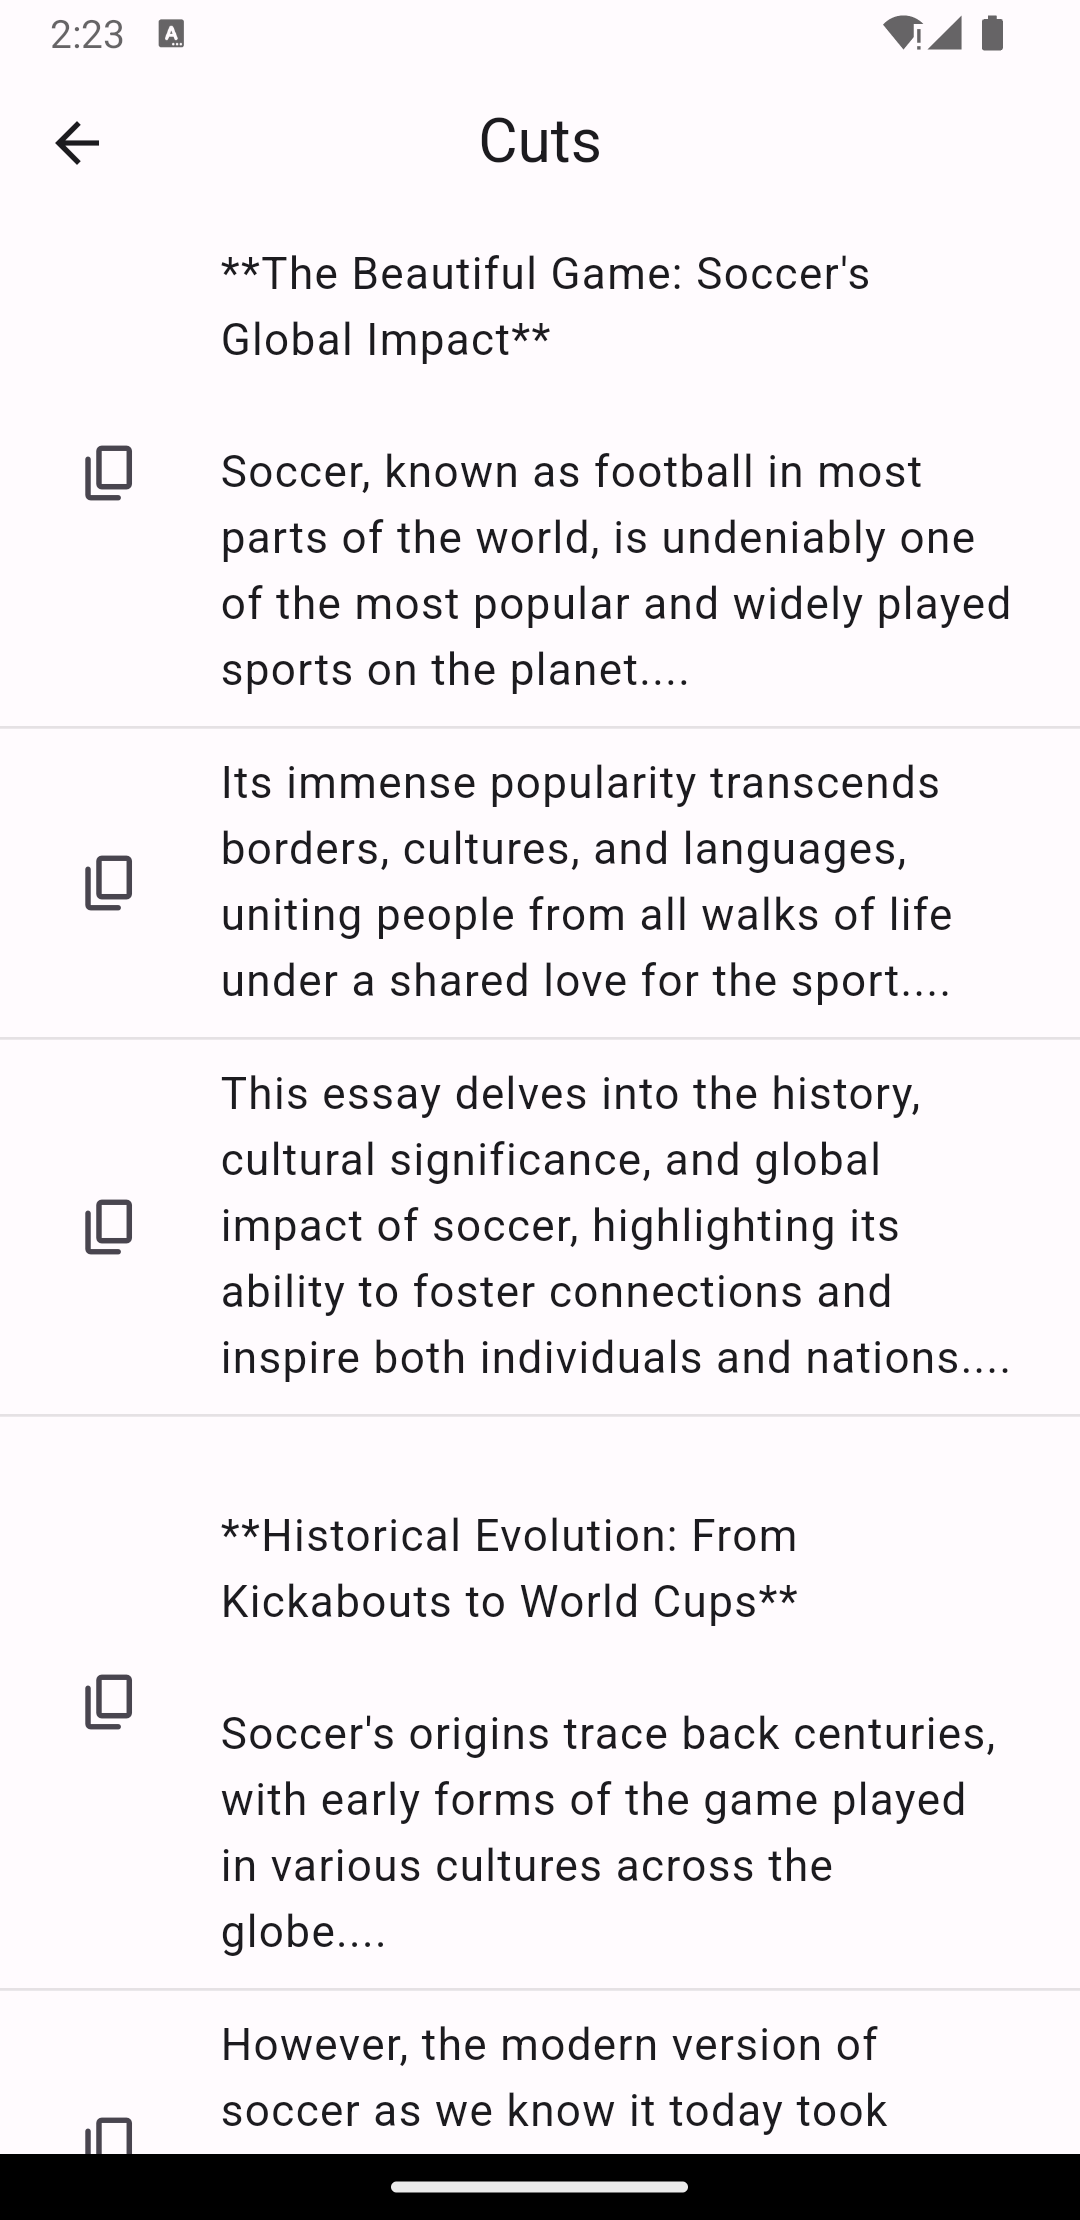 2:23
A
Cuts
**The Beautiful Game: Soccer's
Global Impact**
Soccer, known as football in most
parts of the world, is undeniably one
of the most popular and widely played
sports on the planet....
Its immense popularity transcends
borders, cultures, and languages,
uniting people from all walks of life
under a shared love for the sport....
This essay delves into the history,
cultural significance, and global
impact of soccer, highlighting its
ability to foster connections and
inspire both individuals and nations....
**Historical Evolution: From
Kickabouts to World Cups**
Soccer's origins trace back centuries,
with early forms of the game played
in various cultures across the
globe....
However, the modern version of
soccer as we know it today took